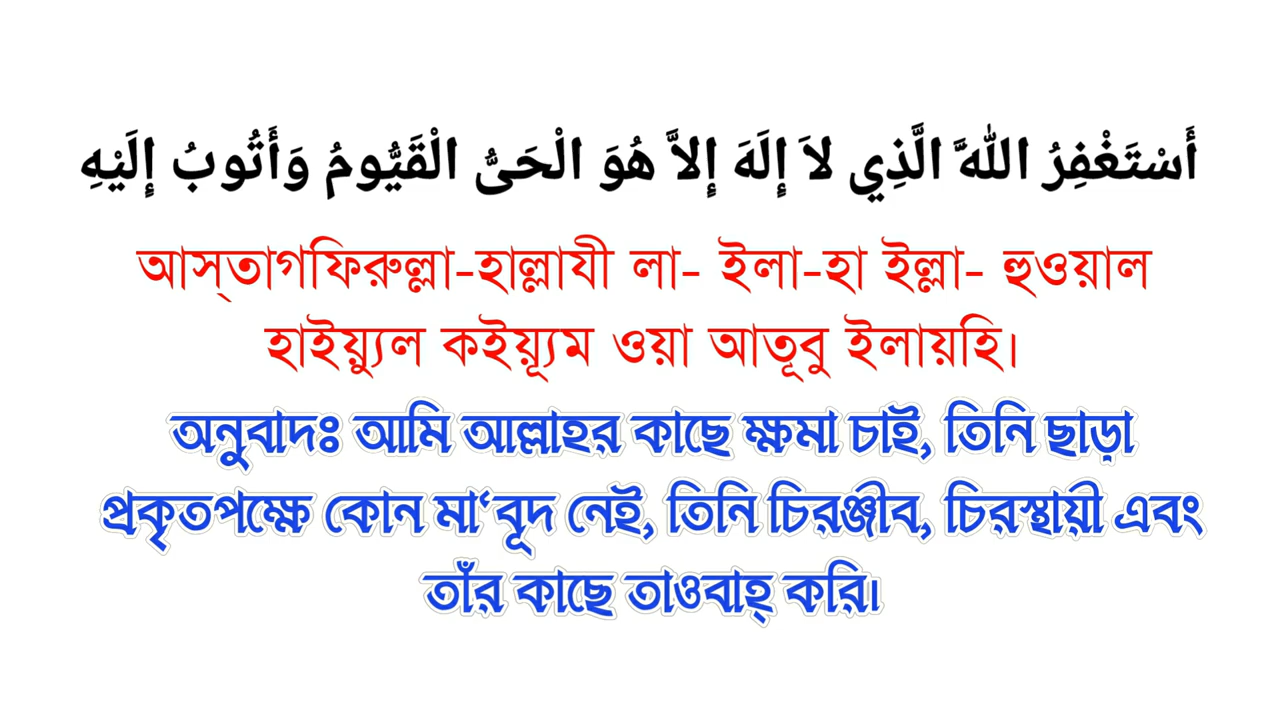 أَسْتَغْفِرُ اللَّهَ الَّذِي لاَ إِلَهَ إِلاَّ هُوَ الْحَىُّ الْقَيُّومُ وَأَتُوبُ إِلَيْهِ
আস্‌তাগফিরুল্লা-হাল্লাযী লা- ইলা-হা ইল্লা- হুওয়াল
হাইয়্যুল কইয়্যূম ওয়া আতূবু ইলায়হি।
অনুবাদঃ আমি আল্লাহর কাছে ক্ষমা চাই, তিনি ছাড়া
প্রকৃতপক্ষে কোন মা‘বূদ নেই, তিনি চিরঞ্জীব, চিরস্থায়ী এবং
তাঁর কাছে তাওবাহ্ করি।